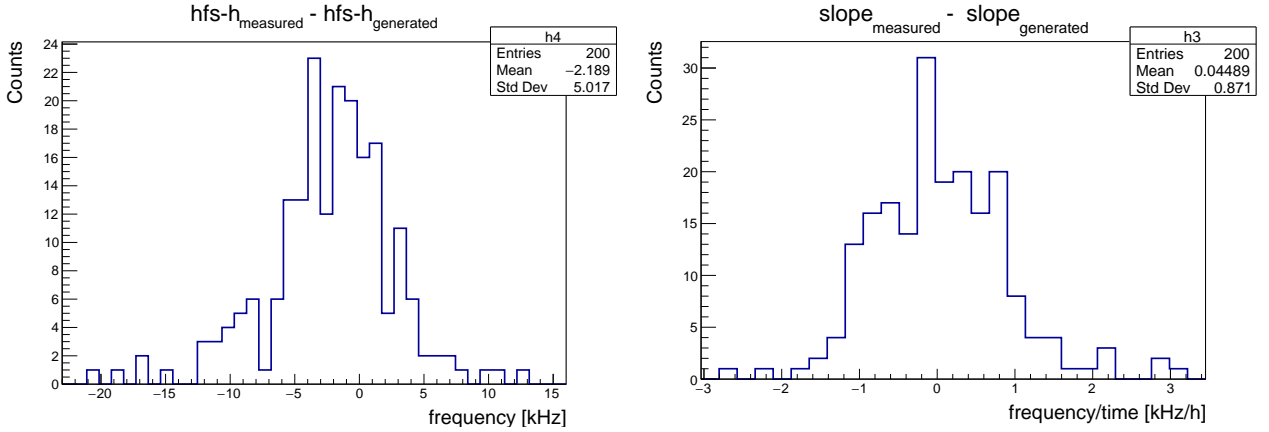 hfs-h_measured - hfs-h_generated
h4
Entries 200
Mean −2.189
Std Dev 5.017
Counts
24
22
20
18
16
14
12
10
8
6
4
2
0
−20 −15 −10 −5 0 5 10 15
frequency [kHz]
slope_measured - slope_generated
h3
Entries 200
Mean 0.04489
Std Dev 0.871
Counts
30
25
20
15
10
5
0
−3 −2 −1 0 1 2 3
frequency/time [kHz/h]